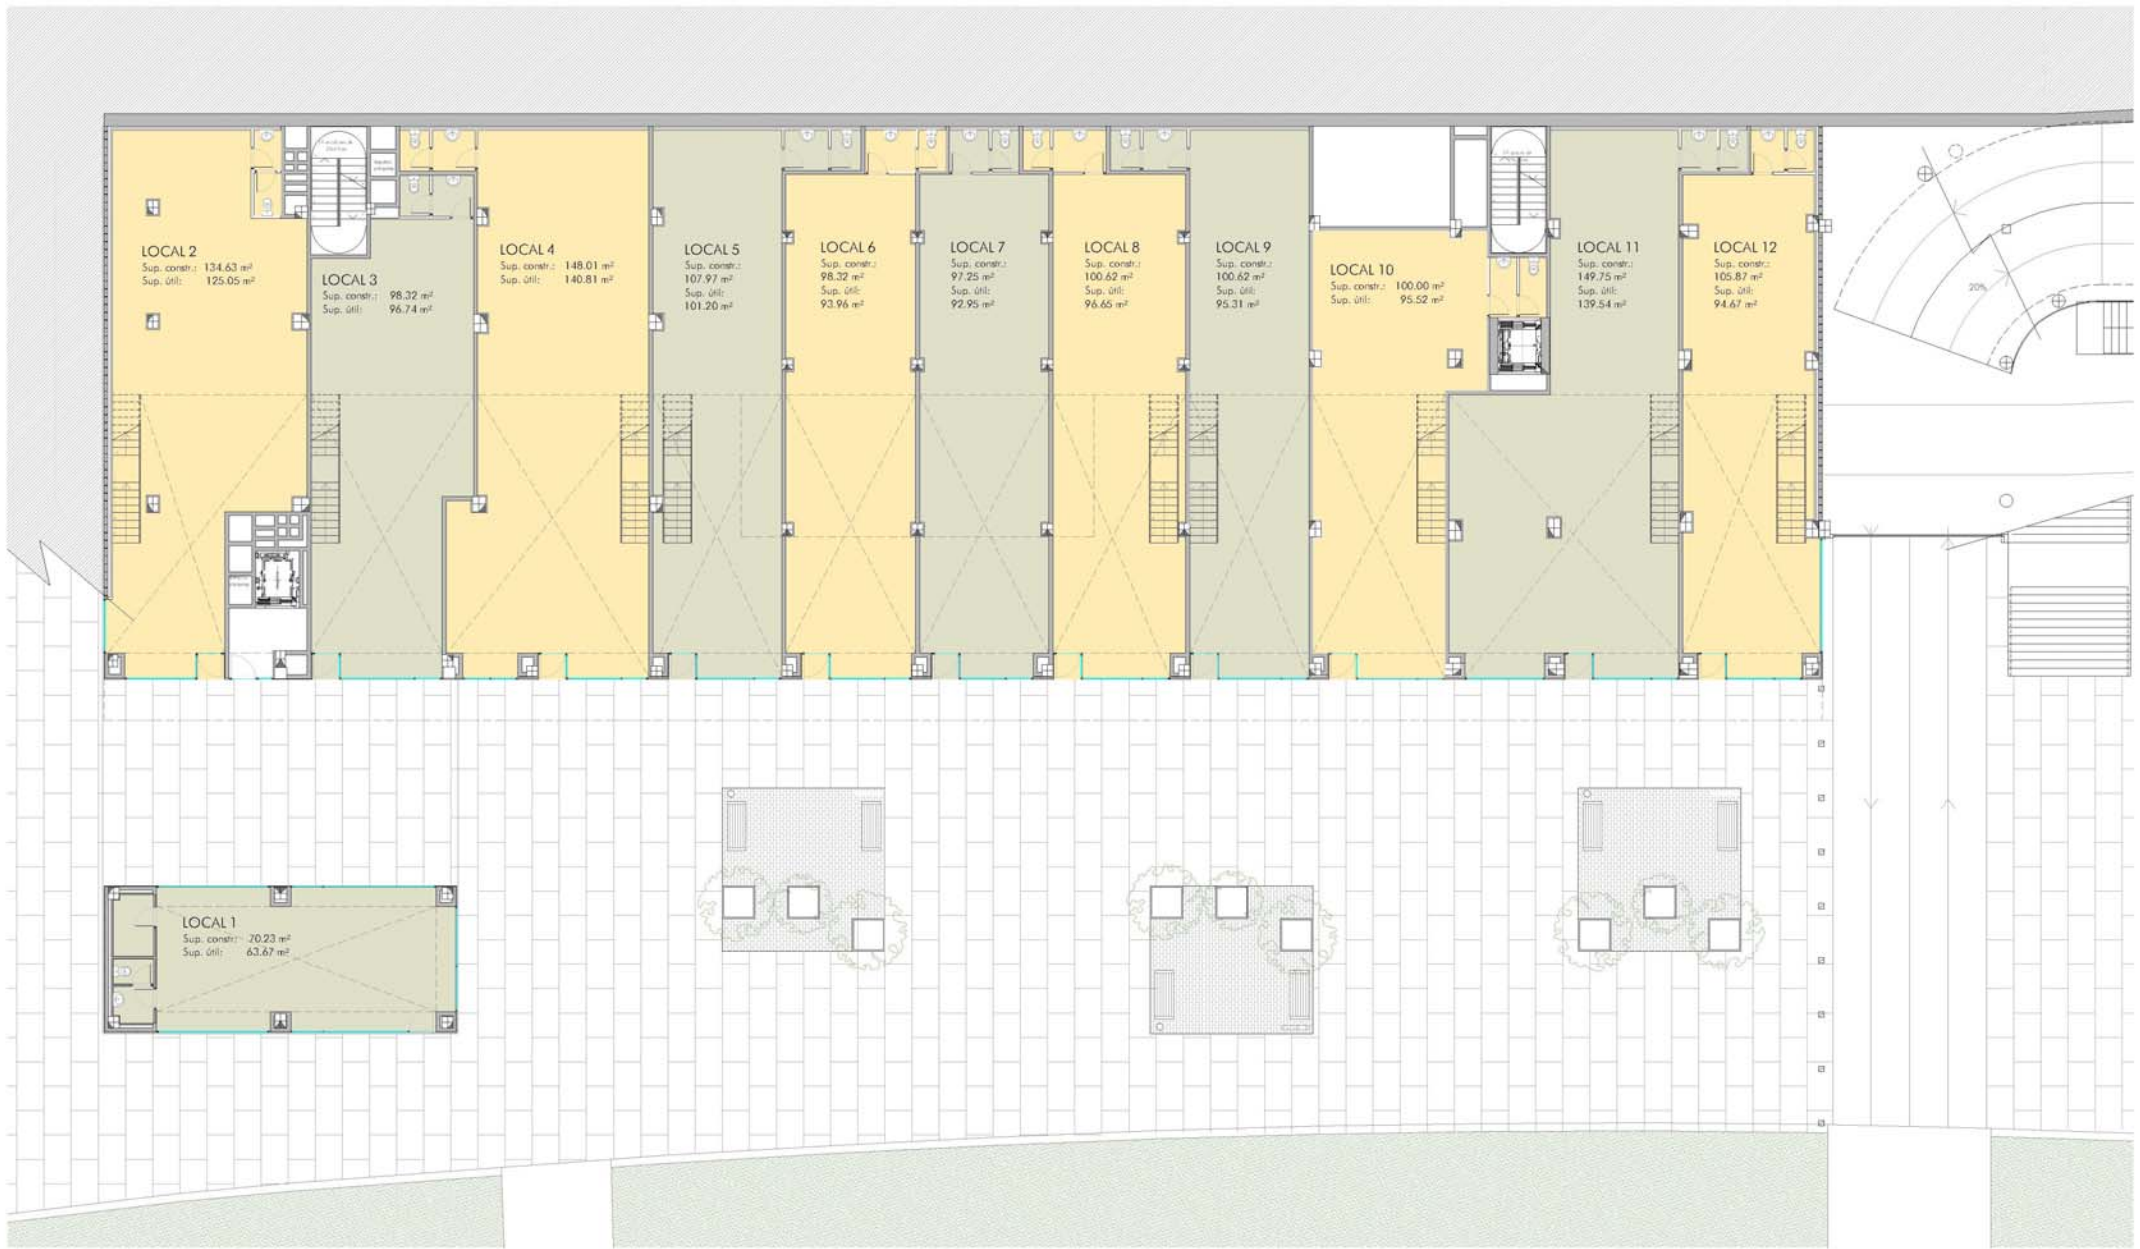 LOCAL 2
Sup. constr.: 134.63 m²
Sup. útil: 125.05 m²
LOCAL 3
Sup. constr.: 98.32 m²
Sup. útil: 96.74 m²
LOCAL 4
Sup. constr.: 148.01 m²
Sup. útil: 140.81 m²
LOCAL 5
Sup. constr.:
107.97 m²
Sup. útil:
101.20 m²
LOCAL 6
Sup. constr.:
98.32 m²
Sup. útil:
93.96 m²
LOCAL 7
Sup. constr.:
97.25 m²
Sup. útil:
92.95 m²
LOCAL 8
Sup. constr.:
100.62 m²
Sup. útil:
96.65 m²
LOCAL 9
Sup. constr.:
100.62 m²
Sup. útil:
95.31 m²
LOCAL 10
Sup. constr.: 100.00 m²
Sup. útil: 95.52 m²
LOCAL 11
Sup. constr.:
149.75 m²
Sup. útil:
139.54 m²
LOCAL 12
Sup. constr.:
105.87 m²
Sup. útil:
94.67 m²
20%
LOCAL 1
Sup. constr.: 70.23 m²
Sup. útil: 63.67 m²